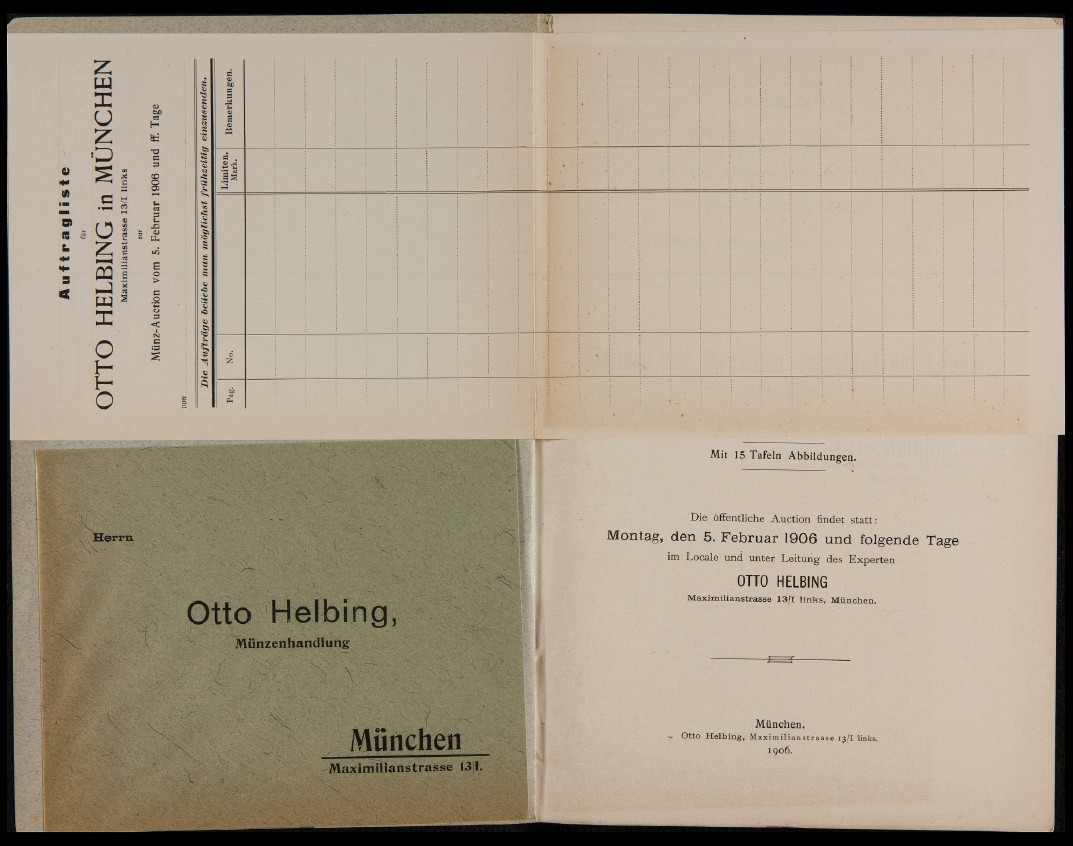 Auftragliste
für
OTTO HELBING in MÜNCHEN
Maximilianstrasse 13/I links
zur
Münz-Auction vom 5. Februar 1906 und ff. Tage
von
Die Aufträge beliebe man möglichst frühzeitig einzusenden.
Pag. No. Limiten. Mark. Bemerkungen.
Herrn
Otto Helbing,
Münzenhandlung
München
Maximilianstrasse 13/I.
Mit 15 Tafeln Abbildungen.
Die öffentliche Auction findet statt:
Montag, den 5. Februar 1906 und folgende Tage
im Locale und unter Leitung des Experten
OTTO HELBING
Maximilianstrasse 13/I links, München.
München.
Otto Helbing, Maximilianstrasse 13/I links.
1906.